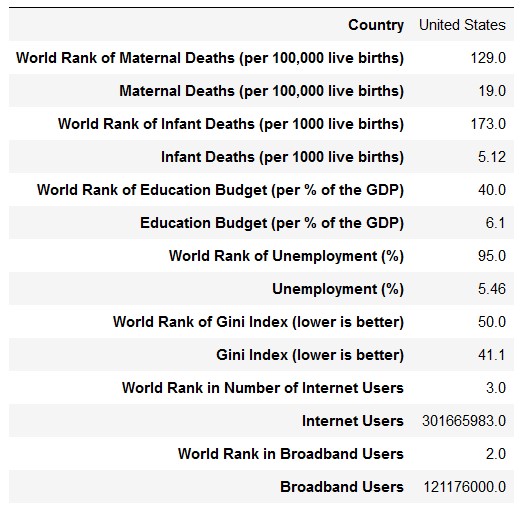 Country United States
World Rank of Maternal Deaths (per 100,000 live births) 129.0
Maternal Deaths (per 100,000 live births) 19.0
World Rank of Infant Deaths (per 1000 live births) 173.0
Infant Deaths (per 1000 live births) 5.12
World Rank of Education Budget (per % of the GDP) 40.0
Education Budget (per % of the GDP) 6.1
World Rank of Unemployment (%) 95.0
Unemployment (%) 5.46
World Rank of Gini Index (lower is better) 50.0
Gini Index (lower is better) 41.1
World Rank in Number of Internet Users 3.0
Internet Users 301665983.0
World Rank in Broadband Users 2.0
Broadband Users 121176000.0